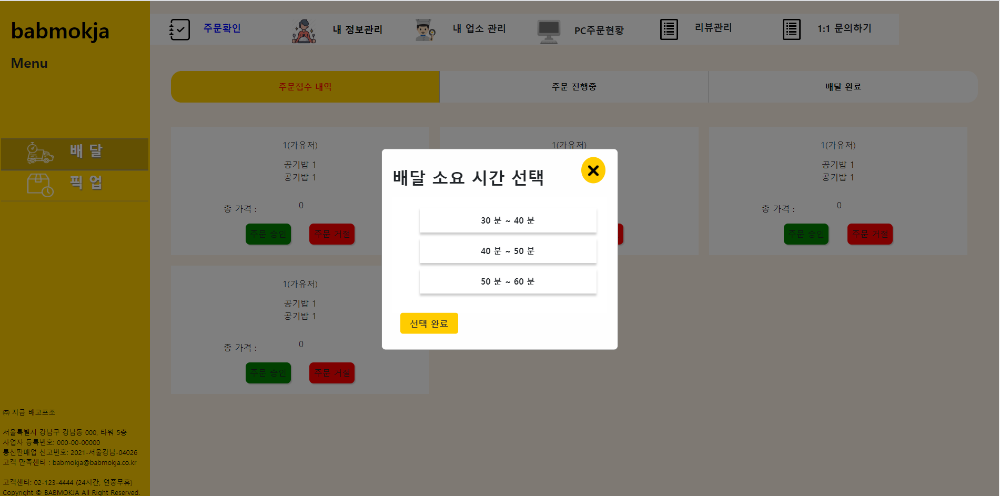 babmokja
Menu
주문확인
내 정보관리
내 업소 관리
PC주문현황
리뷰관리
1:1 문의하기
주문접수 내역
주문 진행중
배달 완료
배 달
픽 업
1(가유저)
공기밥 1
공기밥 1
총 가격 :
0
주문 승인
주문 거절
1(가유저)
1(가유저)
공기밥 1
공기밥 1
총 가격 :
0
주문 승인
주문 거절
1(가유저)
공기밥 1
공기밥 1
총 가격 :
0
주문 승인
주문 거절
배달 소요 시간 선택
30 분 ~ 40 분
40 분 ~ 50 분
50 분 ~ 60 분
선택 완료
㈜ 지금 배고프조
서울특별시 강남구 강남동 000, 타워 5층
사업자 등록번호: 000-00-00000
통신판매업 신고번호: 2021-서울강남-04026
고객 만족센터 : babmokja@babmokja.co.kr
고객센터: 02-123-4444 (24시간, 연중무휴)
Copyright © BABMOKJA All Right Reserved.